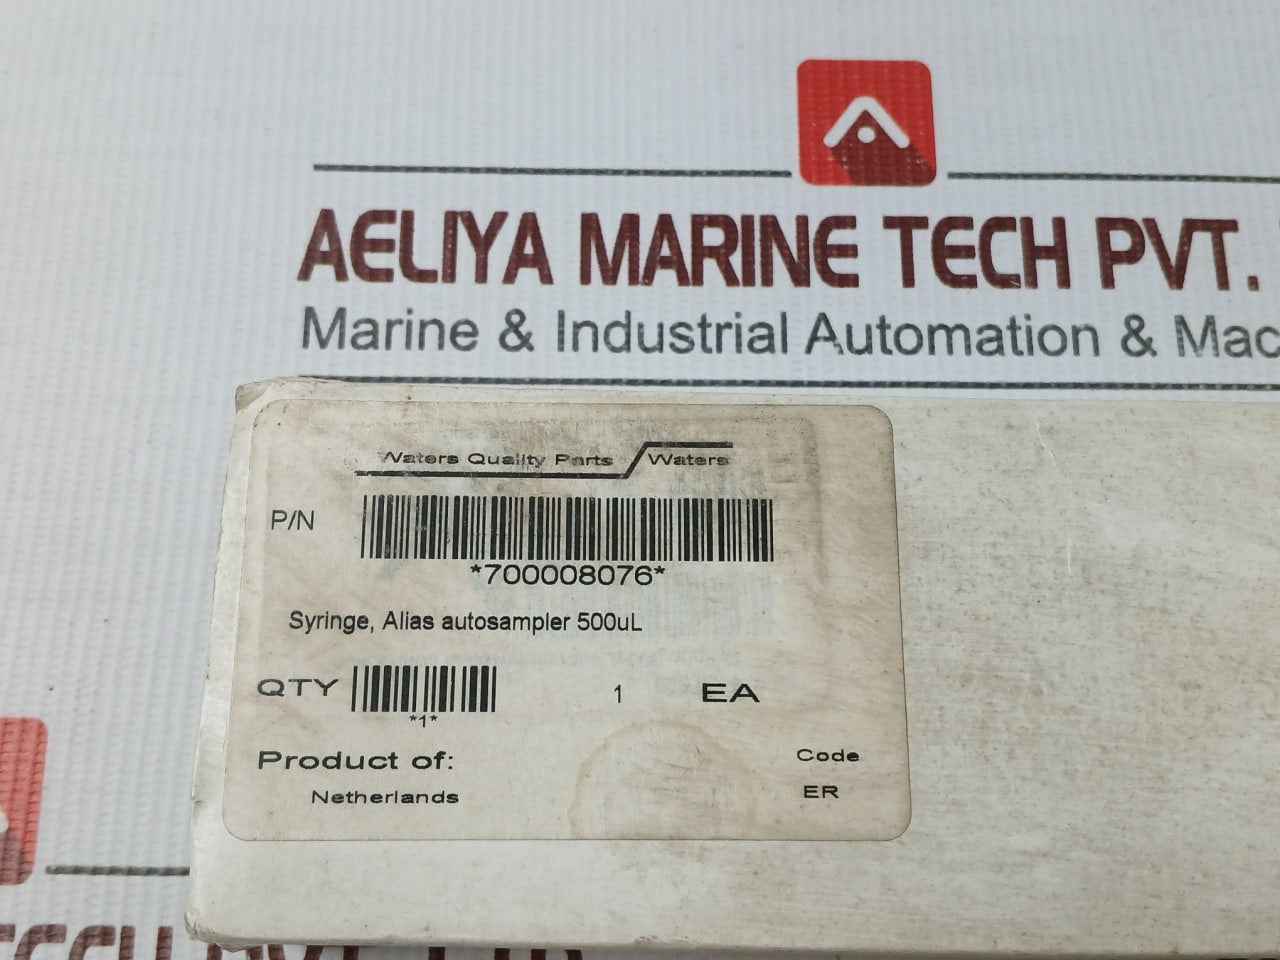 AELIYA MARINE TECH PVT.
Marine & Industrial Automation & Mac
Waters Quality Parts Waters
P/N
*700008076*
Syringe, Alias autosampler 500uL
QTY 1 EA
*1*
Product of: Code
Netherlands ER